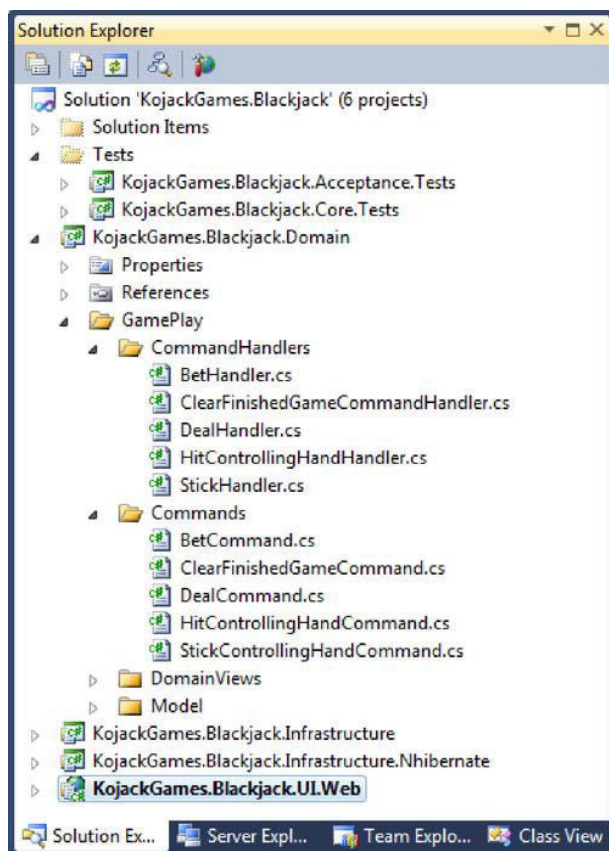 Solution Explorer
Solution 'KojackGames.Blackjack' (6 projects)
Solution Items
Tests
KojackGames.Blackjack.Acceptance.Tests
KojackGames.Blackjack.Core.Tests
KojackGames.Blackjack.Domain
Properties
References
GamePlay
CommandHandlers
BetHandler.cs
ClearFinishedGameCommandHandler.cs
DealHandler.cs
HitControllingHandHandler.cs
StickHandler.cs
Commands
BetCommand.cs
ClearFinishedGameCommand.cs
DealCommand.cs
HitControllingHandCommand.cs
StickControllingHandCommand.cs
DomainViews
Model
KojackGames.Blackjack.Infrastructure
KojackGames.Blackjack.Infrastructure.Nhibernate
KojackGames.Blackjack.UI.Web
Solution Ex... Server Expl... Team Explo... Class View